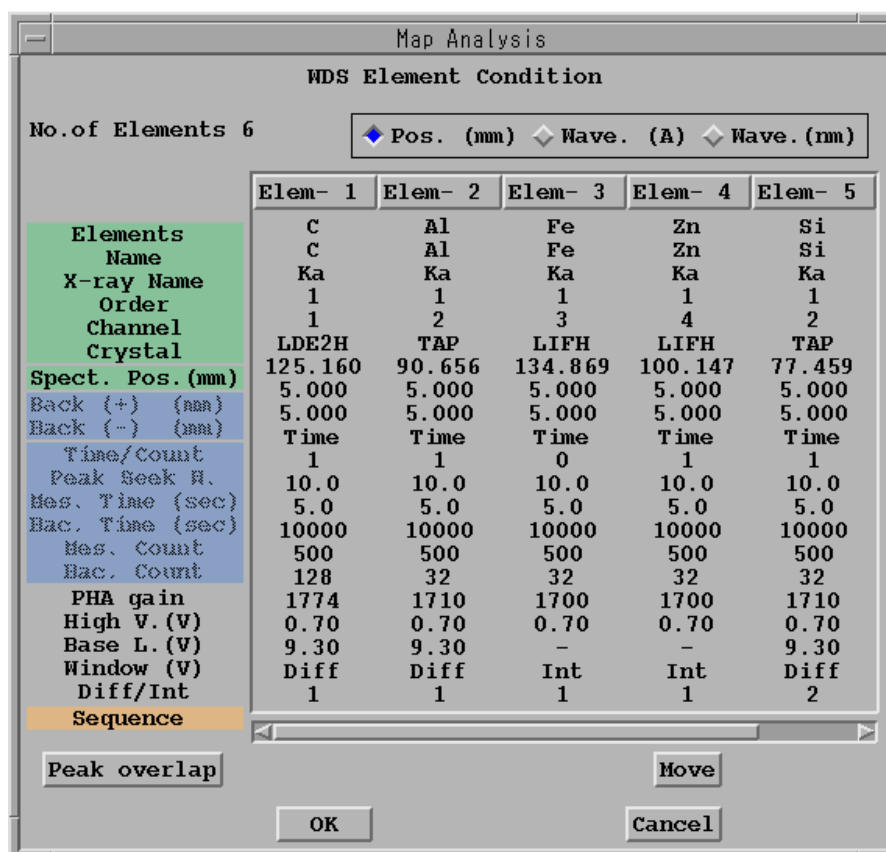 Map Analysis
WDS Element Condition
No.of Elements 6
Pos. (mm) Wave. (A) Wave.(nm)
Elem- 1 Elem- 2 Elem- 3 Elem- 4 Elem- 5
Elements C Al Fe Zn Si
Name C Al Fe Zn Si
X-ray Name Ka Ka Ka Ka Ka
Order 1 1 1 1 1
Channel 1 2 3 4 2
Crystal LDE2H TAP LIFH LIFH TAP
Spect. Pos.(mm) 125.160 90.656 134.869 100.147 77.459
Back (+) (mm) 5.000 5.000 5.000 5.000 5.000
Back (-) (mm) 5.000 5.000 5.000 5.000 5.000
Time/Count Time Time Time Time Time
Peak Seek N. 1 1 0 1 1
Mes. Time (sec) 10.0 10.0 10.0 10.0 10.0
Bac. Time (sec) 5.0 5.0 5.0 5.0 5.0
Mes. Count 10000 10000 10000 10000 10000
Bac. Count 500 500 500 500 500
PHA gain 128 32 32 32 32
High V.(V) 1774 1710 1700 1700 1710
Base L.(V) 0.70 0.70 0.70 0.70 0.70
Window (V) 9.30 9.30 - - 9.30
Diff/Int Diff Diff Int Int Diff
Sequence 1 1 1 1 2
Peak overlap Move
OK Cancel